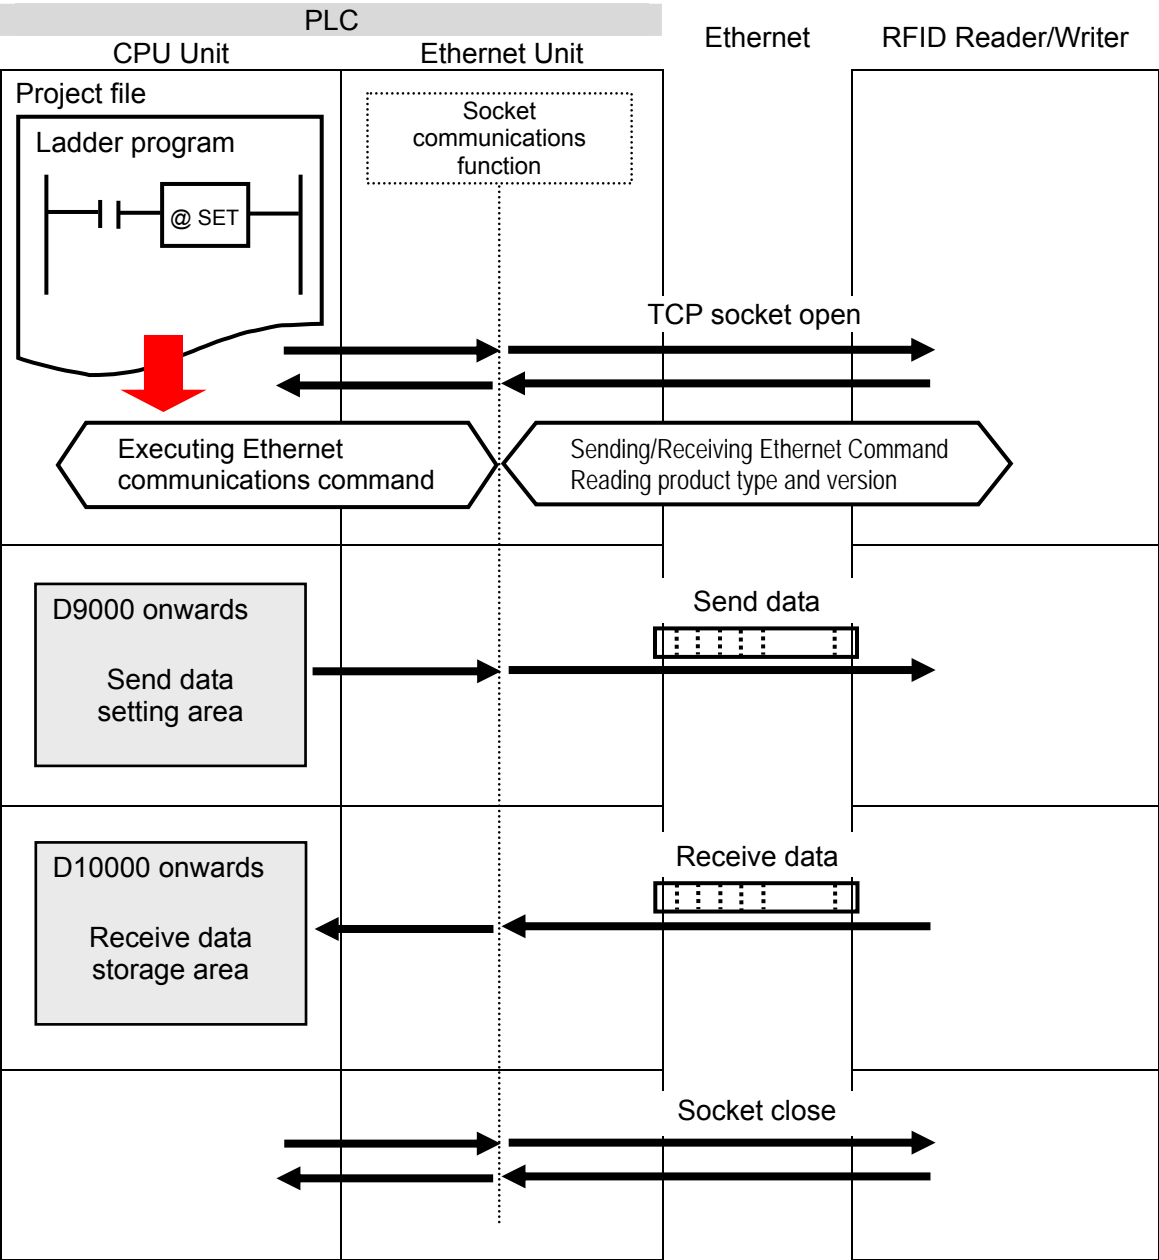 PLC
CPU Unit
Ethernet Unit
Ethernet
RFID Reader/Writer
Project file
Ladder program
@ SET
Socket
communications
function
TCP socket open
Executing Ethernet
communications command
Sending/Receiving Ethernet Command
Reading product type and version
D9000 onwards
Send data
setting area
Send data
D10000 onwards
Receive data
storage area
Receive data
Socket close